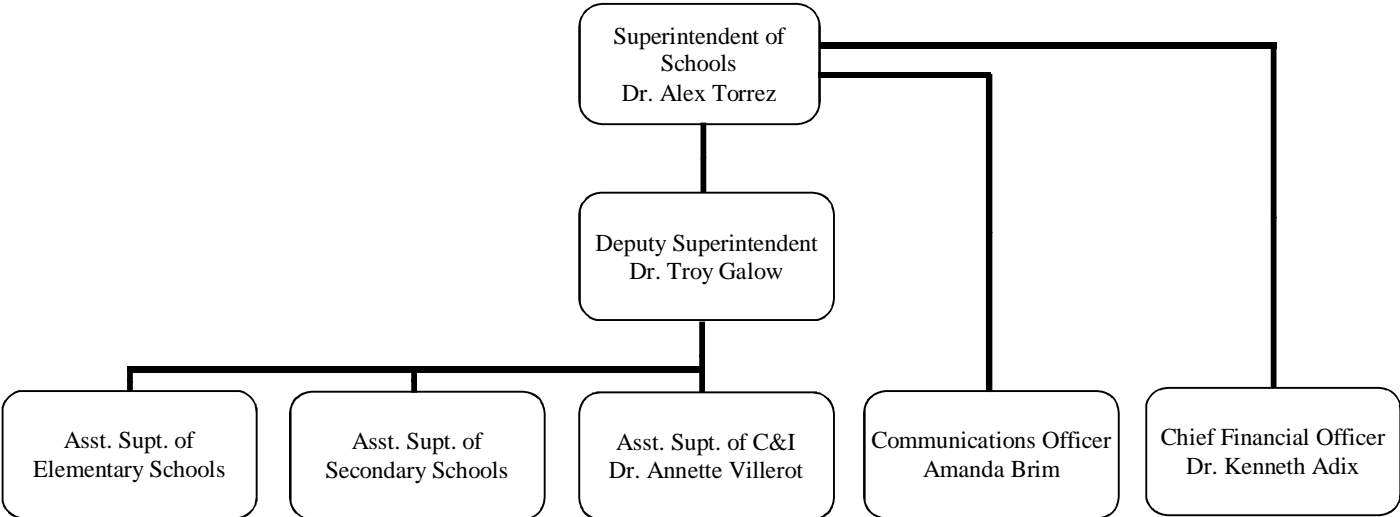 Superintendent of
Schools
Dr. Alex Torrez
Deputy Superintendent
Dr. Troy Galow
Asst. Supt. of
Elementary Schools
Asst. Supt. of
Secondary Schools
Asst. Supt. of C&I
Dr. Annette Villerot
Communications Officer
Amanda Brim
Chief Financial Officer
Dr. Kenneth Adix